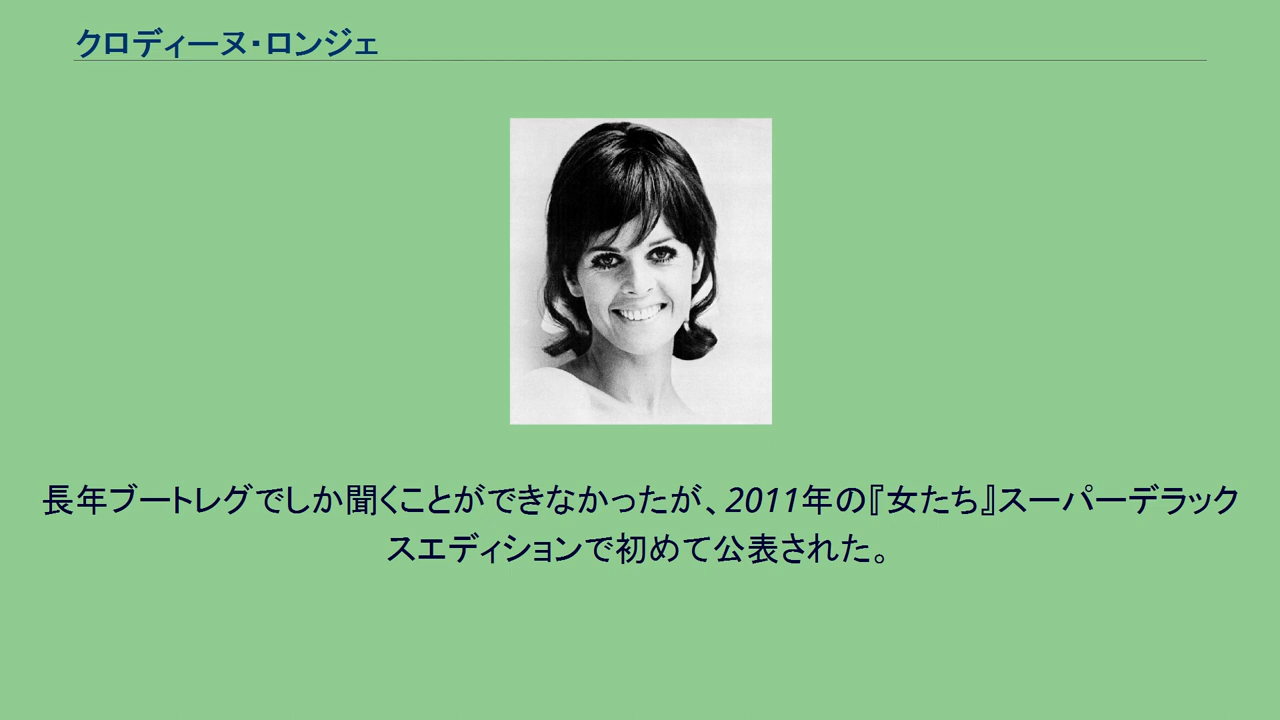 クロディーヌ・ロンジェ
長年ブートレグでしか聞くことができなかったが、2011年の『女たち』スーパーデラック
スエディションで初めて公表された。